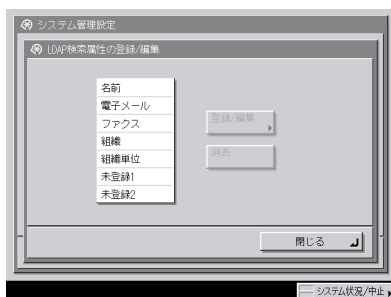 システム管理設定
LDAP検索属性の登録/編集
名前
電子メール
ファクス
組織
組織単位
未登録1
未登録2
登録/編集
消去
閉じる
システム状況/中止